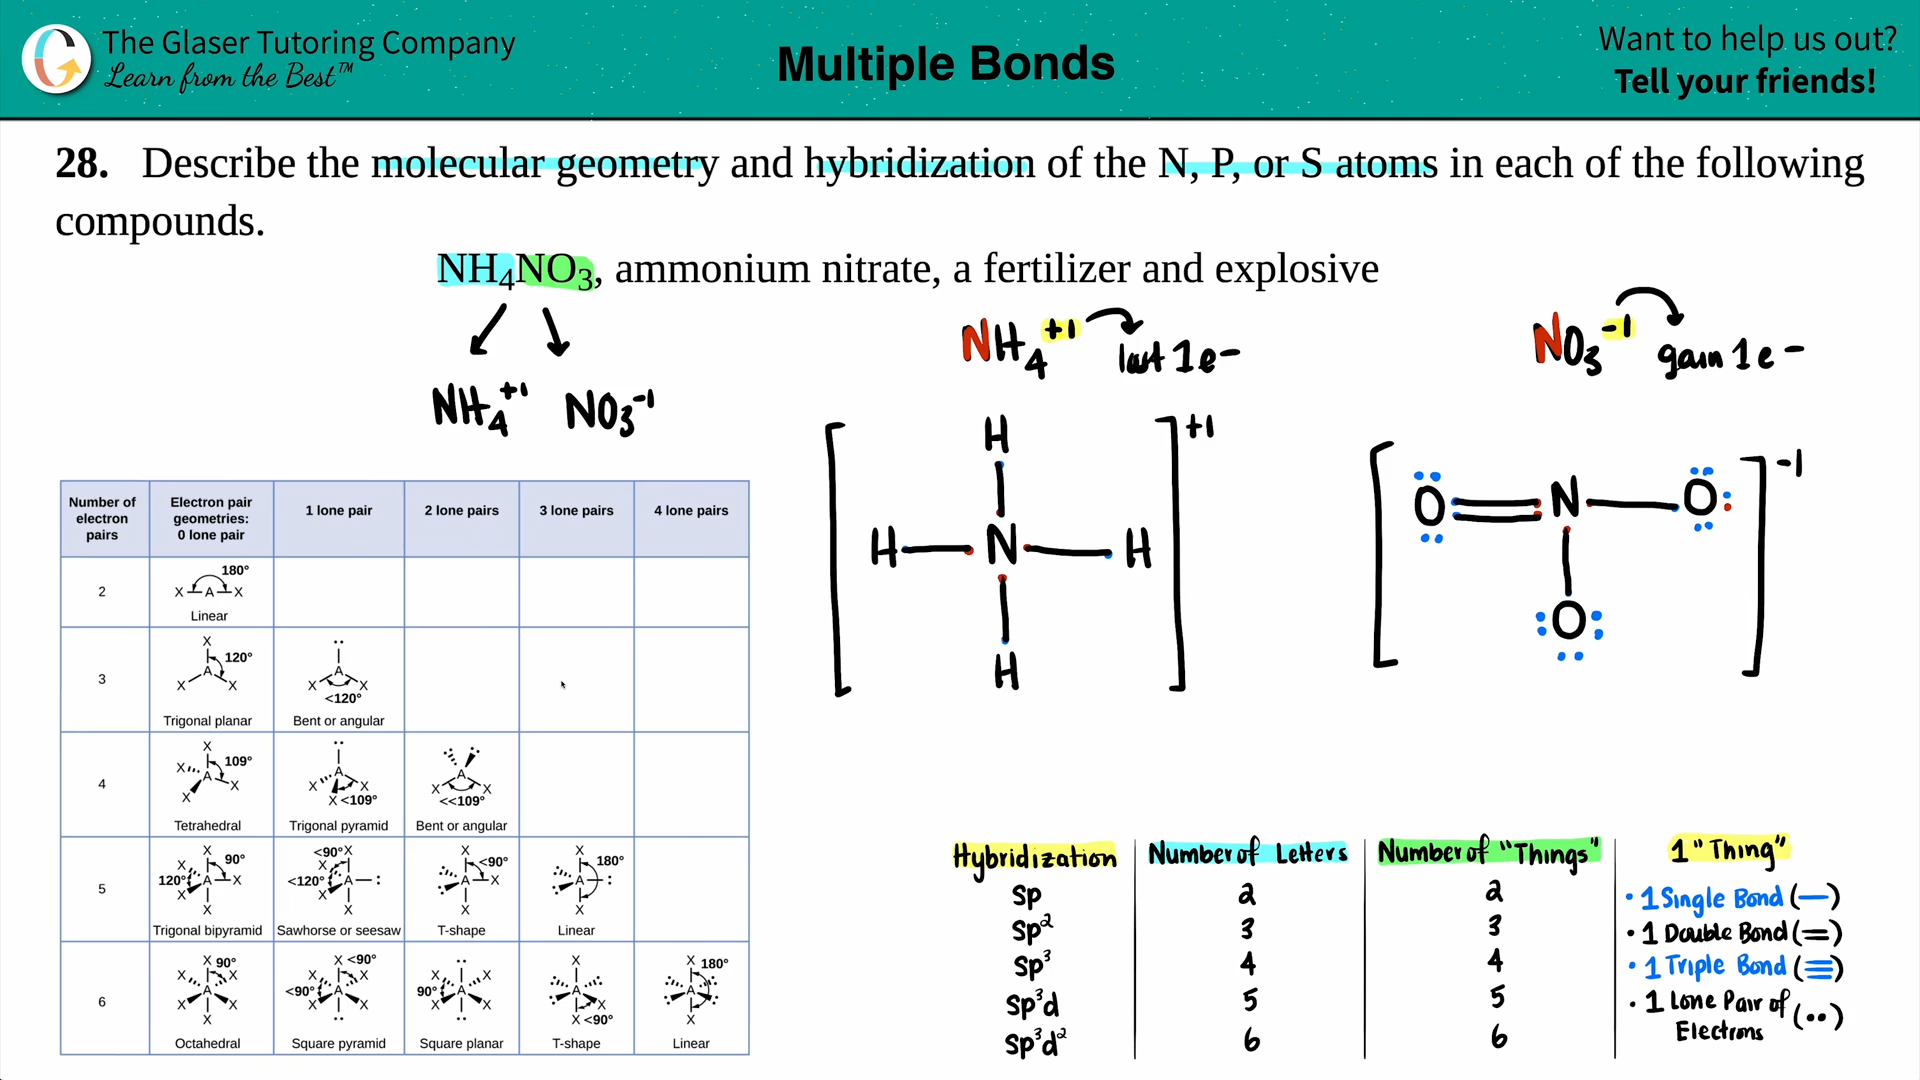 The Glaser Tutoring Company
Learn from the Best™
Multiple Bonds
Want to help us out?
Tell your friends!
28. Describe the molecular geometry and hybridization of the N, P, or S atoms in each of the following
compounds.
NH₄NO₃, ammonium nitrate, a fertilizer and explosive
NH₄⁺¹ NO₃⁻¹
NH₄⁺¹ lost 1e-
NO₃⁻¹ gain 1e-
+1
H
H N H
H
-1
O N O
O
Number of electron pairs
Electron pair geometries: 0 lone pair
1 lone pair
2 lone pairs
3 lone pairs
4 lone pairs
2
180°
X A X
Linear
3
X
120°
A
X X
Trigonal planar
A
X X
<120°
Bent or angular
4
X
109°
X A X
X
Tetrahedral
A
X X
X <109°
Trigonal pyramid
A
X X
<<109°
Bent or angular
5
X
90°
X
120° A X
X
X
Trigonal bipyramid
<90° X
X
<120° A :
X
X
Sawhorse or seesaw
X
<90°
A X
X
T-shape
X
180°
A :
X
Linear
6
X 90°
X X
A
X X
X
Octahedral
X <90°
X X
<90° A
X X
Square pyramid
X X
90° A
X X
Square planar
X
A
X
X <90°
T-shape
X 180°
A
X
Linear
Hybridization Number of Letters Number of "Things" 1 "Thing"
Sp 2 2 • 1 Single Bond (—)
Sp² 3 3 • 1 Double Bond (=)
Sp³ 4 4 • 1 Triple Bond (≡)
Sp³d 5 5 • 1 Lone Pair of
Electrons (••)
Sp³d² 6 6